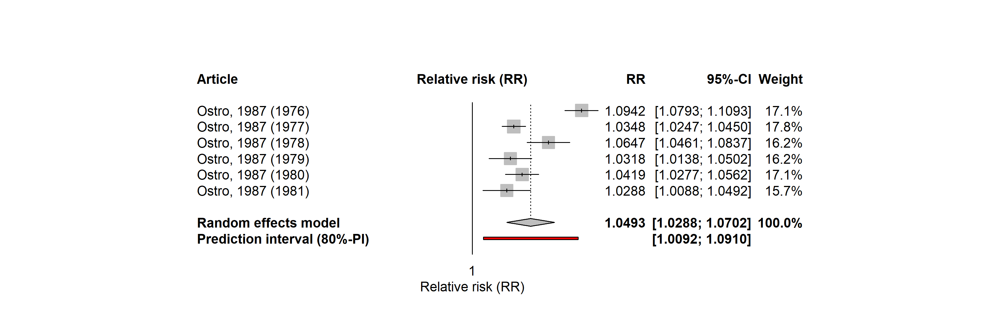 Article Relative risk (RR) RR 95%-CI Weight
Ostro, 1987 (1976) 1.0942 [1.0793; 1.1093] 17.1%
Ostro, 1987 (1977) 1.0348 [1.0247; 1.0450] 17.8%
Ostro, 1987 (1978) 1.0647 [1.0461; 1.0837] 16.2%
Ostro, 1987 (1979) 1.0318 [1.0138; 1.0502] 16.2%
Ostro, 1987 (1980) 1.0419 [1.0277; 1.0562] 17.1%
Ostro, 1987 (1981) 1.0288 [1.0088; 1.0492] 15.7%
Random effects model 1.0493 [1.0288; 1.0702] 100.0%
Prediction interval (80%-PI) [1.0092; 1.0910]
1
Relative risk (RR)